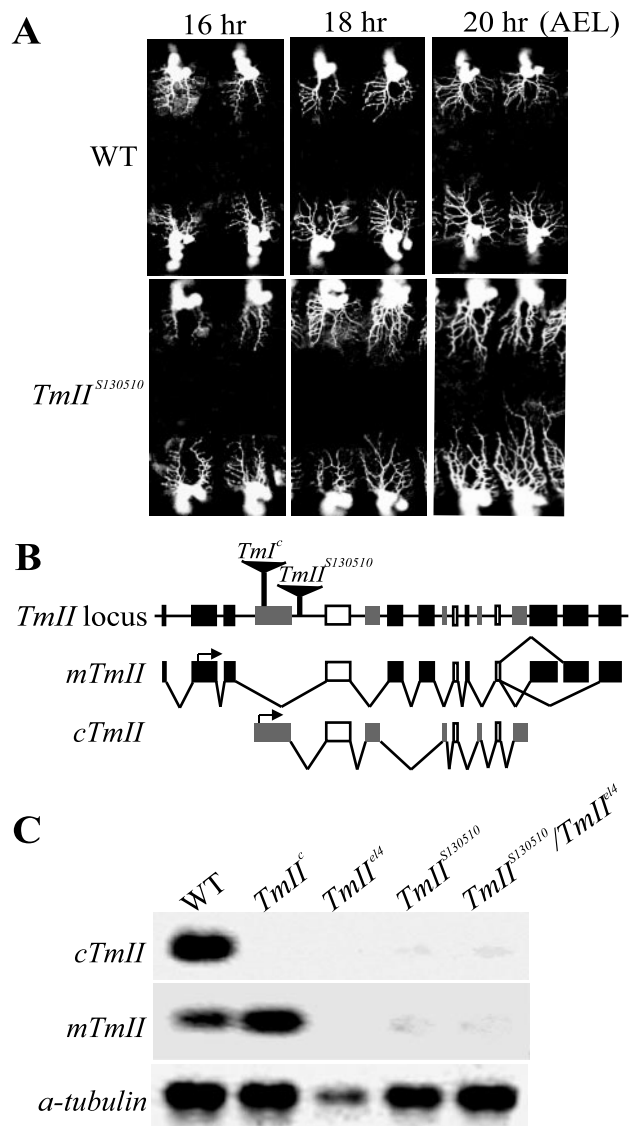 A
16 hr 18 hr 20 hr (AEL)
WT
TmII S130510
B
TmI c
TmII S130510
TmII locus
mTmII
cTmII
C
WT TmII c TmII el4 TmII S130510 TmII S130510 /TmII el4
cTmII
mTmII
a-tubulin